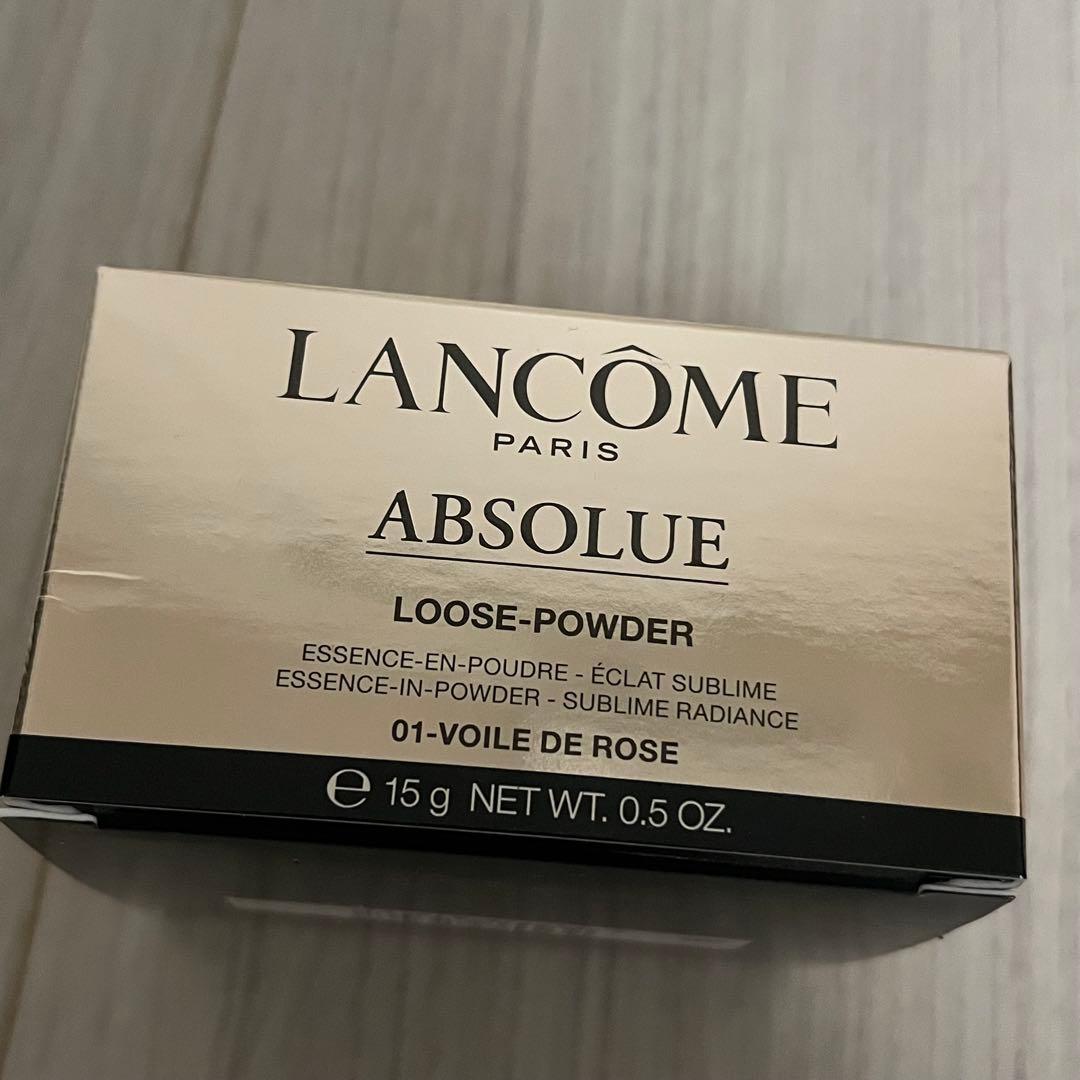 LANCÔME
PARIS
ABSOLUE
LOOSE-POWDER
ESSENCE-EN-POUDRE - ÉCLAT SUBLIME
ESSENCE-IN-POWDER - SUBLIME RADIANCE
01-VOILE DE ROSE
℮ 15 g NET WT. 0.5 OZ.